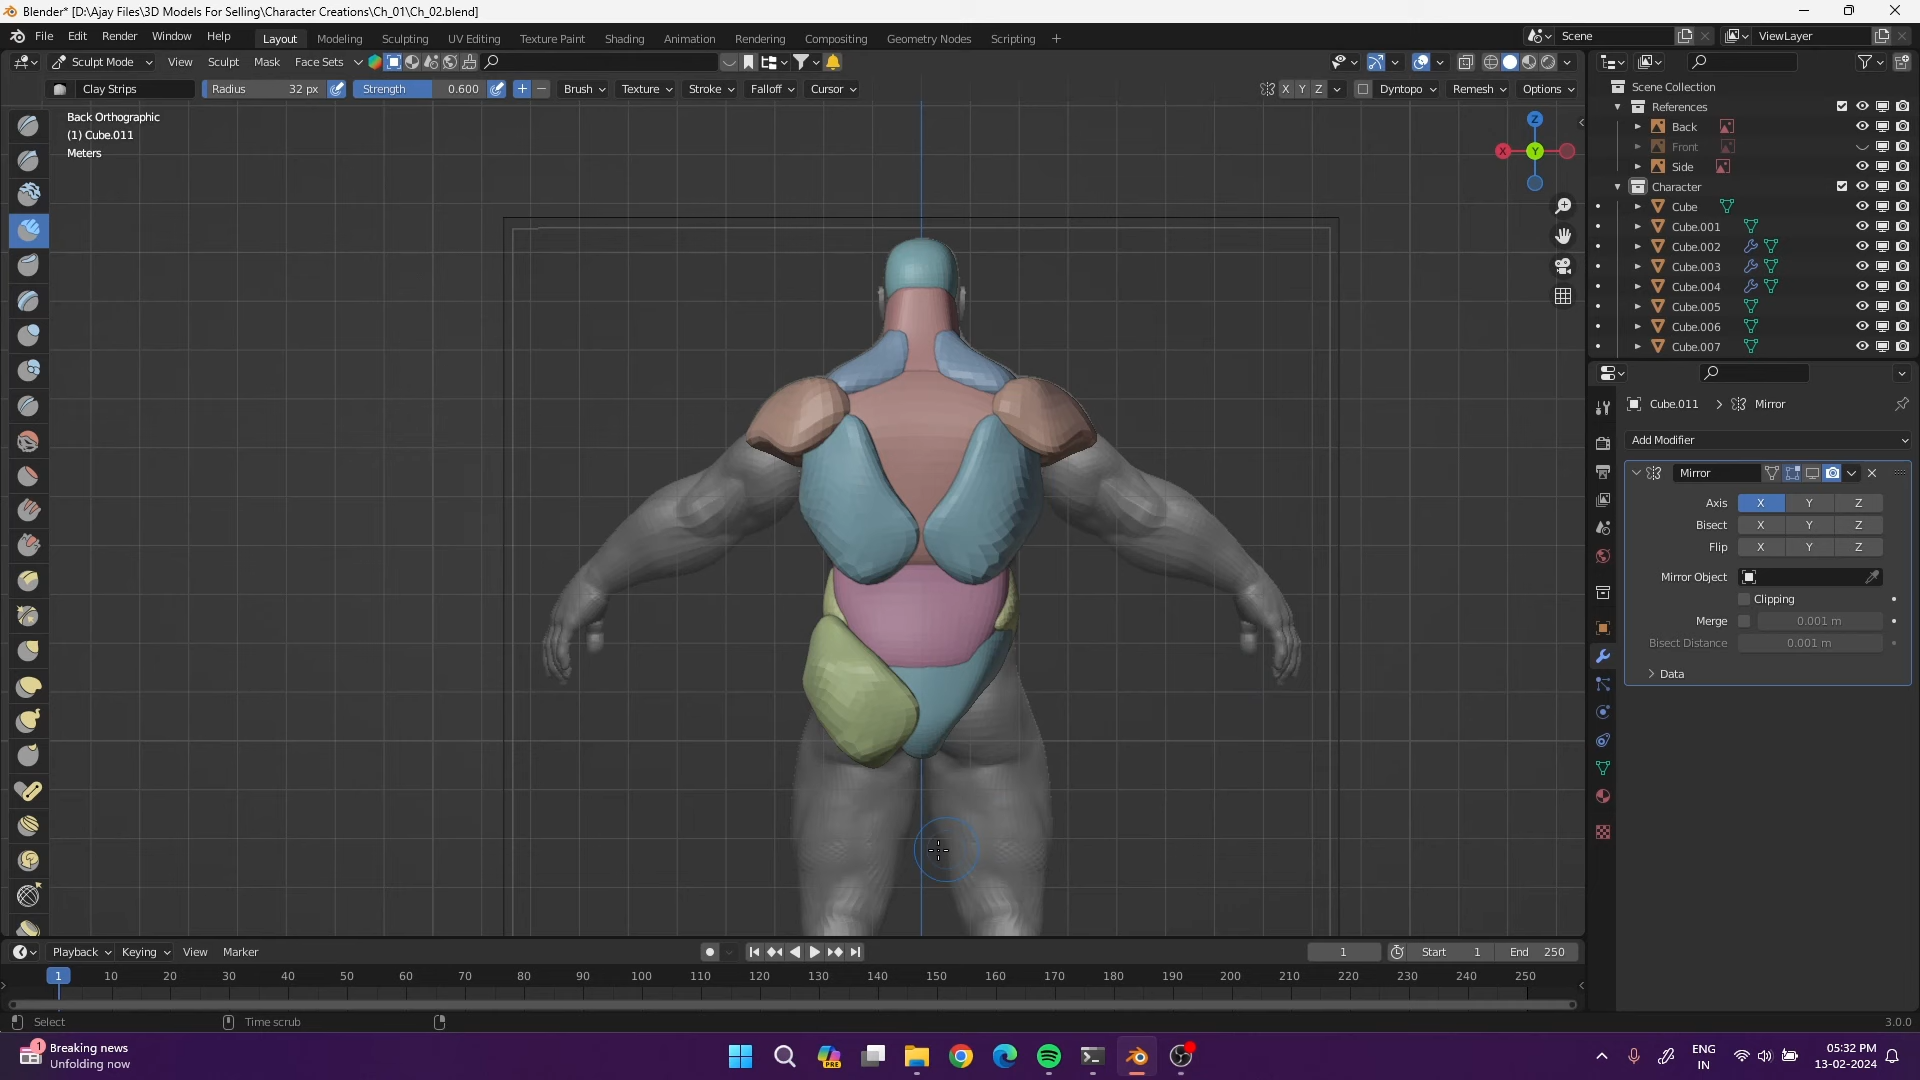 Blender* [D:\Ajay Files\3D Models For Selling\Character Creations\Ch_01\Ch_02.blend]
File Edit Render Window Help Layout Modeling Sculpting UV Editing Texture Paint Shading Animation Rendering Compositing Geometry Nodes Scripting + Scene ViewLayer
Sculpt Mode View Sculpt Mask Face Sets
Clay Strips Radius 32 px Strength 0.600 + − Brush Texture Stroke Falloff Cursor X Y Z Dyntopo Remesh Options
Back Orthographic
(1) Cube.011
Meters
Z
X Y
Scene Collection
References
Back
Front
Side
Character
Cube
Cube.001
Cube.002
Cube.003
Cube.004
Cube.005
Cube.006
Cube.007
Cube.011 > Mirror
Add Modifier
Mirror
Axis X Y Z
Bisect X Y Z
Flip X Y Z
Mirror Object
Clipping
Merge 0.001 m
Bisect Distance 0.001 m
> Data
Playback Keying View Marker 1 Start 1 End 250
1 10 20 30 40 50 60 70 80 90 100 110 120 130 140 150 160 170 180 190 200 210 220 230 240 250
Select Time scrub 3.0.0
1 Breaking news
Unfolding now
PRE
ENG
IN
05:32 PM
13-02-2024